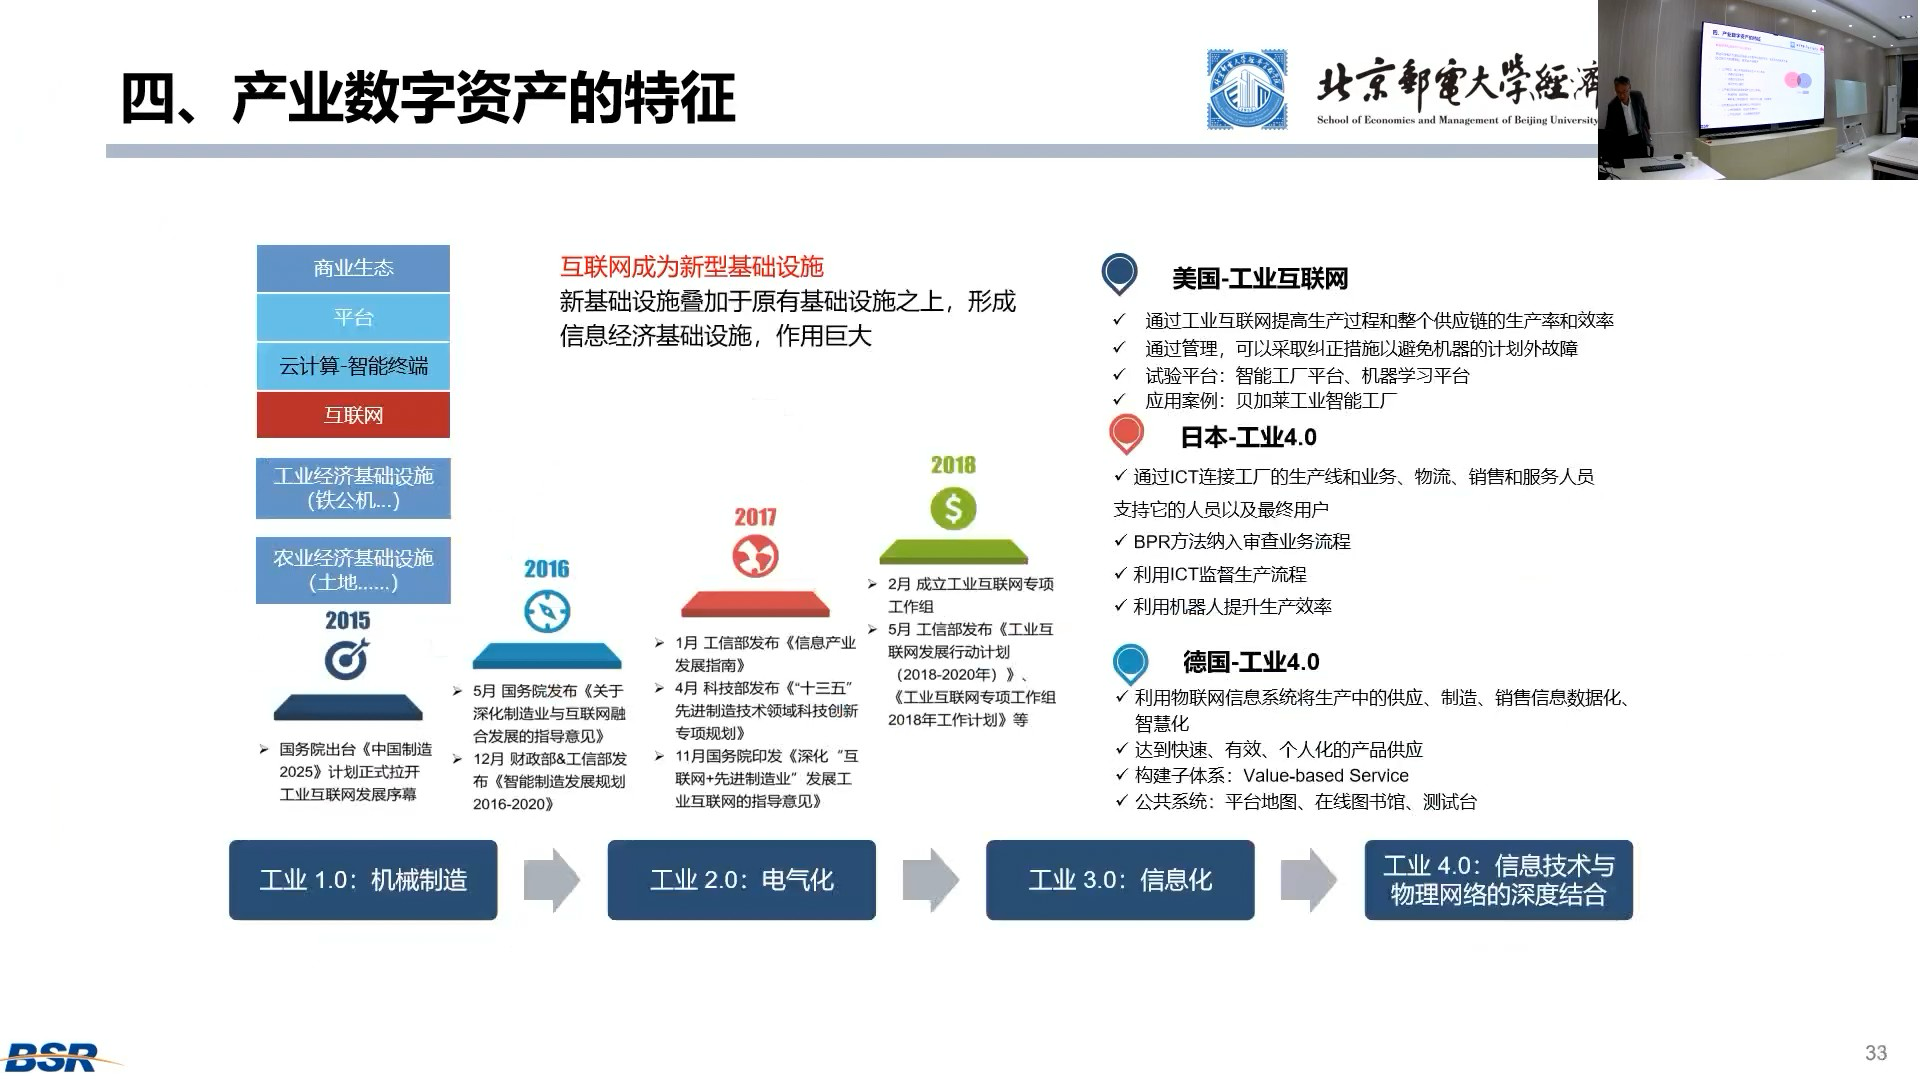 四、产业数字资产的特征
北京邮电大学经济
School of Economics and Management of Beijing University
商业生态
平台
云计算-智能终端
互联网
工业经济基础设施
（铁公机...）
农业经济基础设施
（土地......）
互联网成为新型基础设施
新基础设施叠加于原有基础设施之上，形成
信息经济基础设施，作用巨大
2015
国务院出台《中国制造
2025》计划正式拉开
工业互联网发展序幕
2016
5月 国务院发布《关于
深化制造业与互联网融
合发展的指导意见》
12月 财政部&工信部发
布《智能制造发展规划
2016-2020》
2017
1月 工信部发布《信息产业
发展指南》
4月 科技部发布《“十三五”
先进制造技术领域科技创新
专项规划》
11月国务院印发《深化“互
联网+先进制造业”发展工
业互联网的指导意见》
2018
2月 成立工业互联网专项
工作组
5月 工信部发布《工业互
联网发展行动计划
（2018-2020年）》、
《工业互联网专项工作组
2018年工作计划》等
美国-工业互联网
✓ 通过工业互联网提高生产过程和整个供应链的生产率和效率
✓ 通过管理，可以采取纠正措施以避免机器的计划外故障
✓ 试验平台：智能工厂平台、机器学习平台
✓ 应用案例：贝加莱工业智能工厂
日本-工业4.0
✓ 通过ICT连接工厂的生产线和业务、物流、销售和服务人员
支持它的人员以及最终用户
✓ BPR方法纳入审查业务流程
✓ 利用ICT监督生产流程
✓ 利用机器人提升生产效率
德国-工业4.0
✓ 利用物联网信息系统将生产中的供应、制造、销售信息数据化、
智慧化
✓ 达到快速、有效、个人化的产品供应
✓ 构建子体系：Value-based Service
✓ 公共系统：平台地图、在线图书馆、测试台
工业 1.0：机械制造
工业 2.0：电气化
工业 3.0：信息化
工业 4.0：信息技术与
物理网络的深度结合
BSR
33